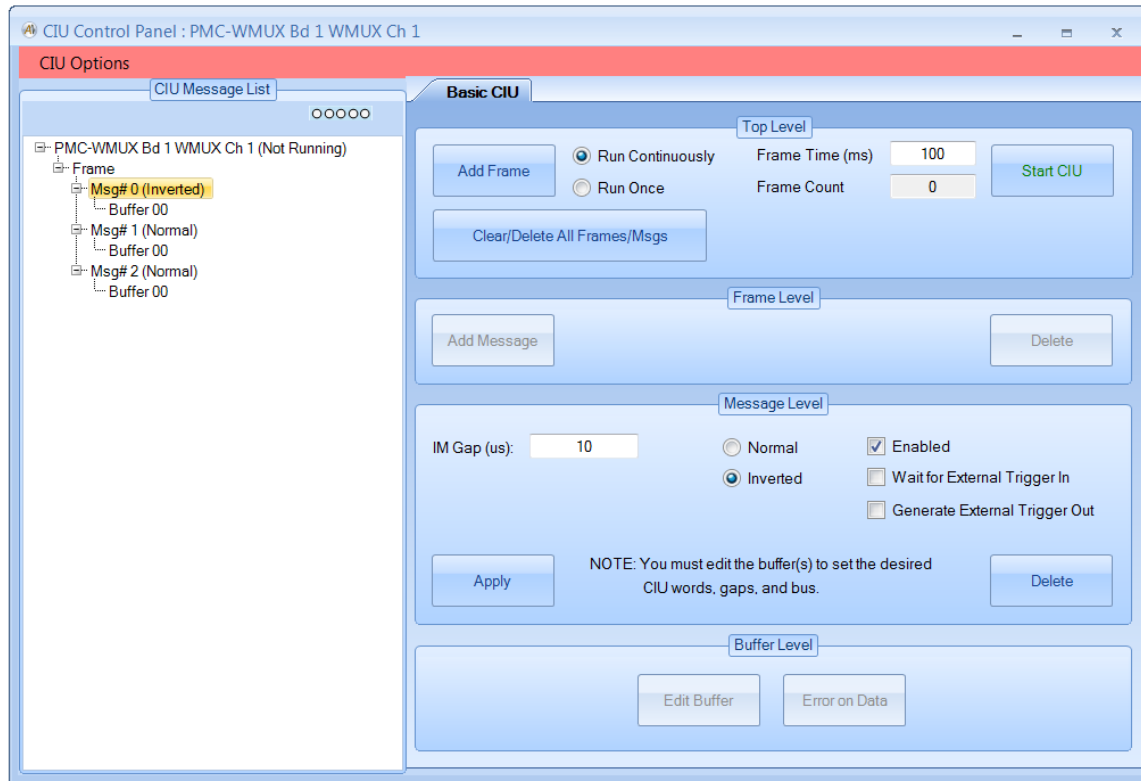 CIU Control Panel : PMC-WMUX Bd 1 WMUX Ch 1
CIU Options
CIU Message List
PMC-WMUX Bd 1 WMUX Ch 1 (Not Running)
Frame
Msg# 0 (Inverted)
Buffer 00
Msg# 1 (Normal)
Buffer 00
Msg# 2 (Normal)
Buffer 00
Basic CIU
Top Level
Add Frame
Run Continuously
Run Once
Frame Time (ms)
100
Frame Count
0
Start CIU
Clear/Delete All Frames/Msgs
Frame Level
Add Message
Delete
Message Level
IM Gap (us):
10
Normal
Inverted
Enabled
Wait for External Trigger In
Generate External Trigger Out
Apply
NOTE: You must edit the buffer(s) to set the desired
CIU words, gaps, and bus.
Delete
Buffer Level
Edit Buffer
Error on Data